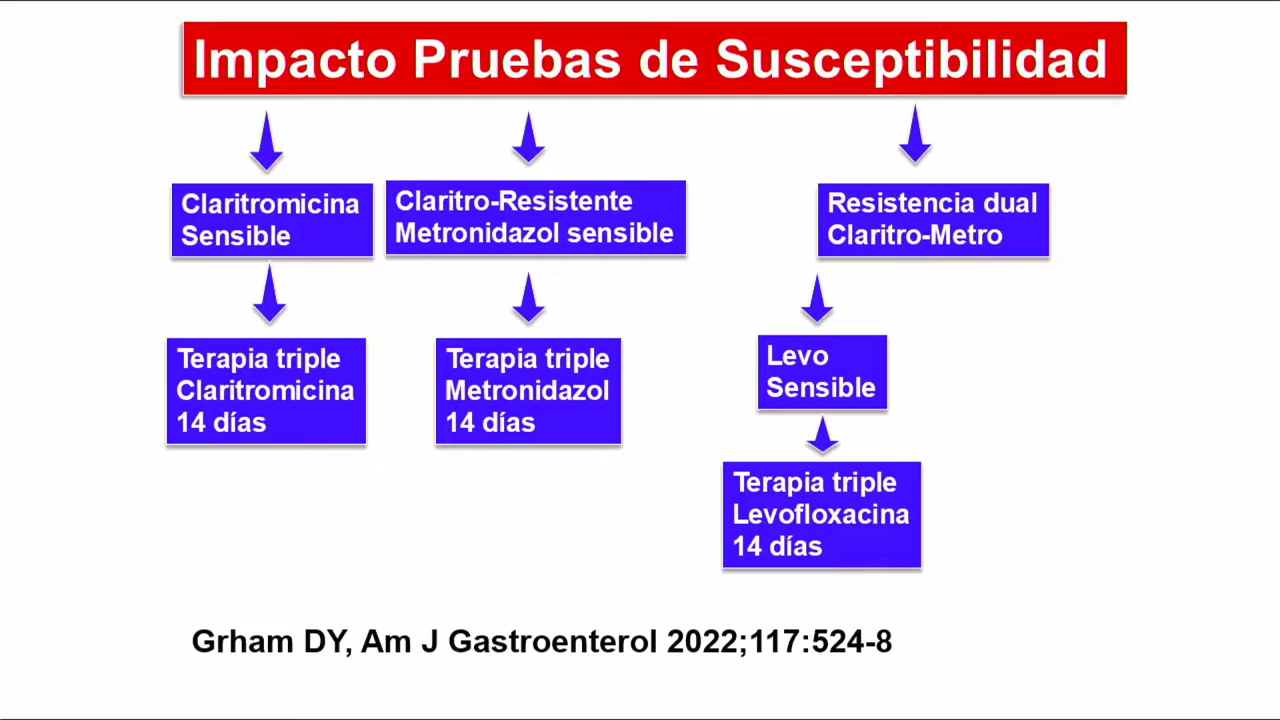 Impacto Pruebas de Susceptibilidad
Claritromicina
Sensible
Claritro-Resistente
Metronidazol sensible
Resistencia dual
Claritro-Metro
Terapia triple
Claritromicina
14 días
Terapia triple
Metronidazol
14 días
Levo
Sensible
Terapia triple
Levofloxacina
14 días
Grham DY, Am J Gastroenterol 2022;117:524-8